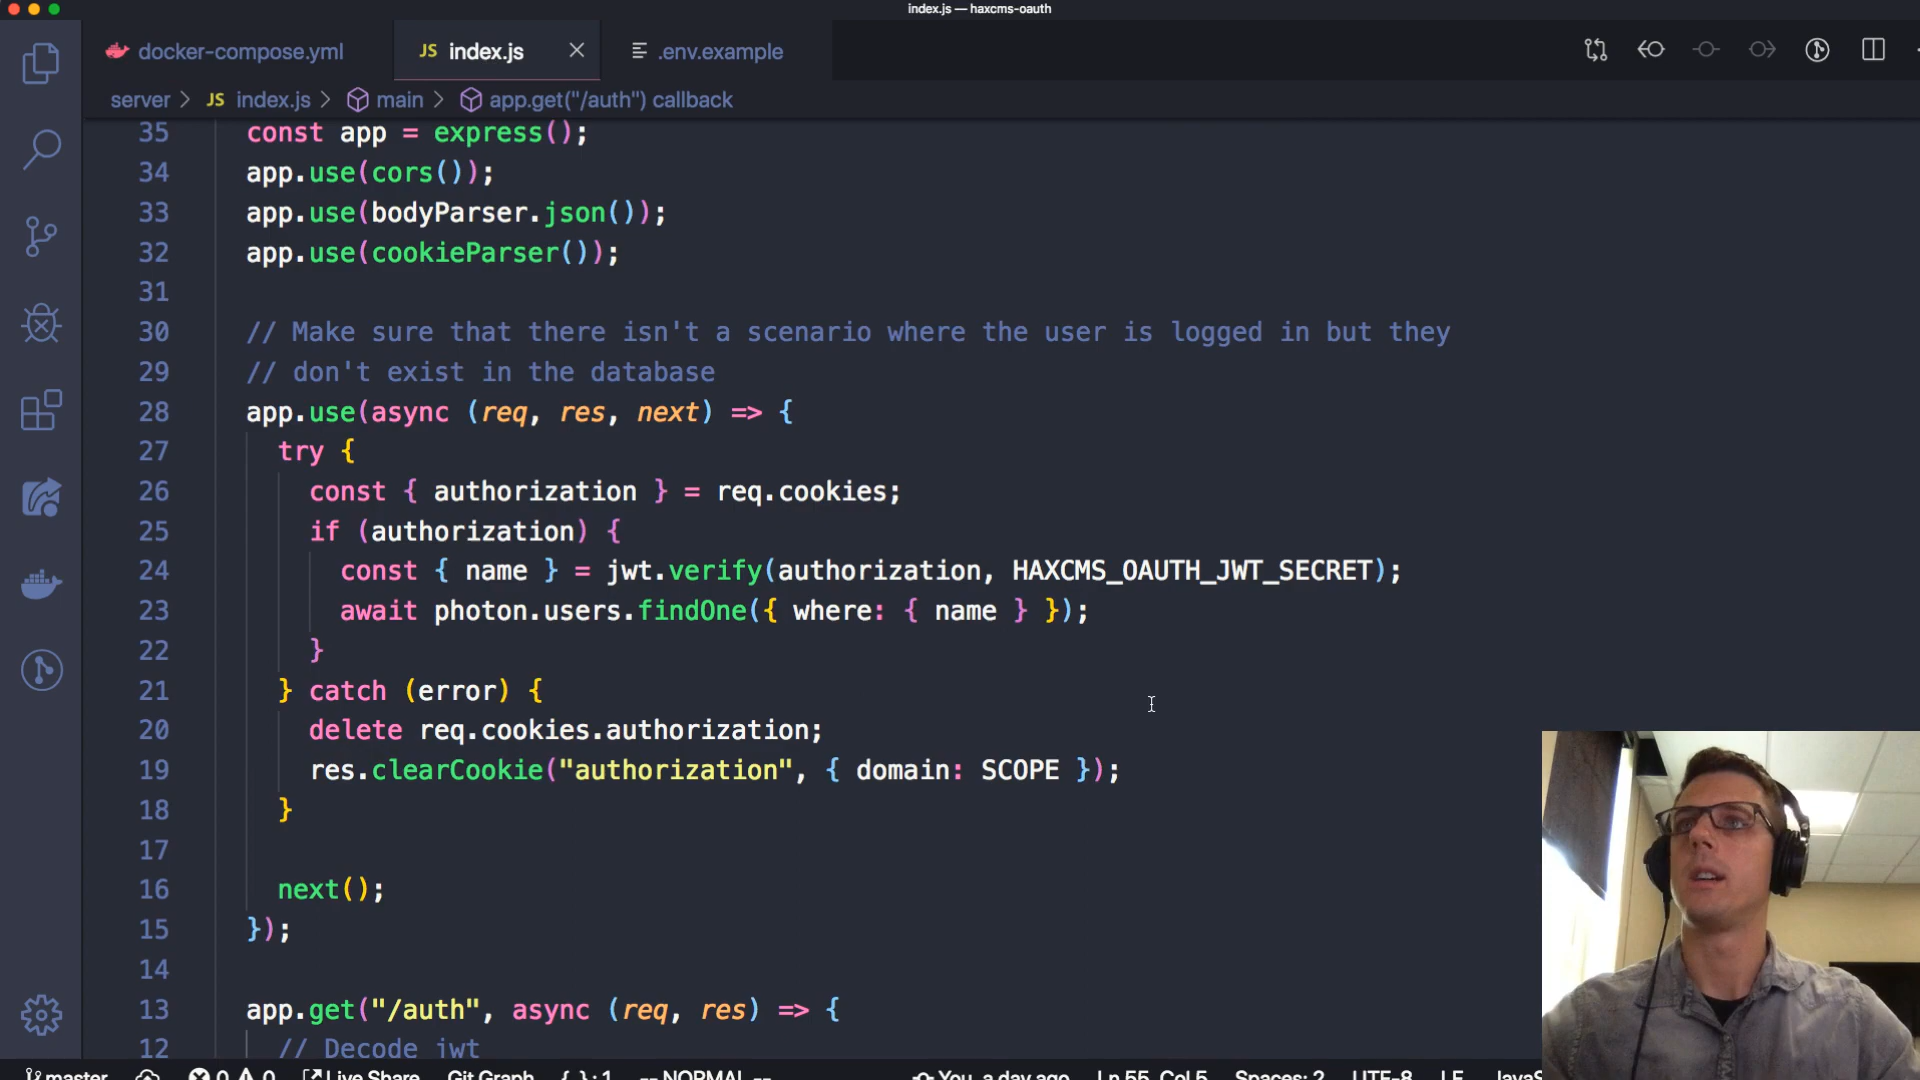 index.js — haxcms-oauth
docker-compose.yml
JS index.js
.env.example
server > JS index.js > main > app.get("/auth") callback
35 const app = express();
34 app.use(cors());
33 app.use(bodyParser.json());
32 app.use(cookieParser());
31
30 // Make sure that there isn't a scenario where the user is logged in but they
29 // don't exist in the database
28 app.use(async (req, res, next) => {
27 try {
26 const { authorization } = req.cookies;
25 if (authorization) {
24 const { name } = jwt.verify(authorization, HAXCMS_OAUTH_JWT_SECRET);
23 await photon.users.findOne({ where: { name } });
22 }
21 } catch (error) {
20 delete req.cookies.authorization;
19 res.clearCookie("authorization", { domain: SCOPE });
18 }
17
16 next();
15 });
14
13 app.get("/auth", async (req, res) => {
12 // Decode jwt
master 0 0 Live Share Git Graph { }: 1 -- NORMAL -- You, a day ago Ln 55, Col 5 Spaces: 2 UTF-8 LF